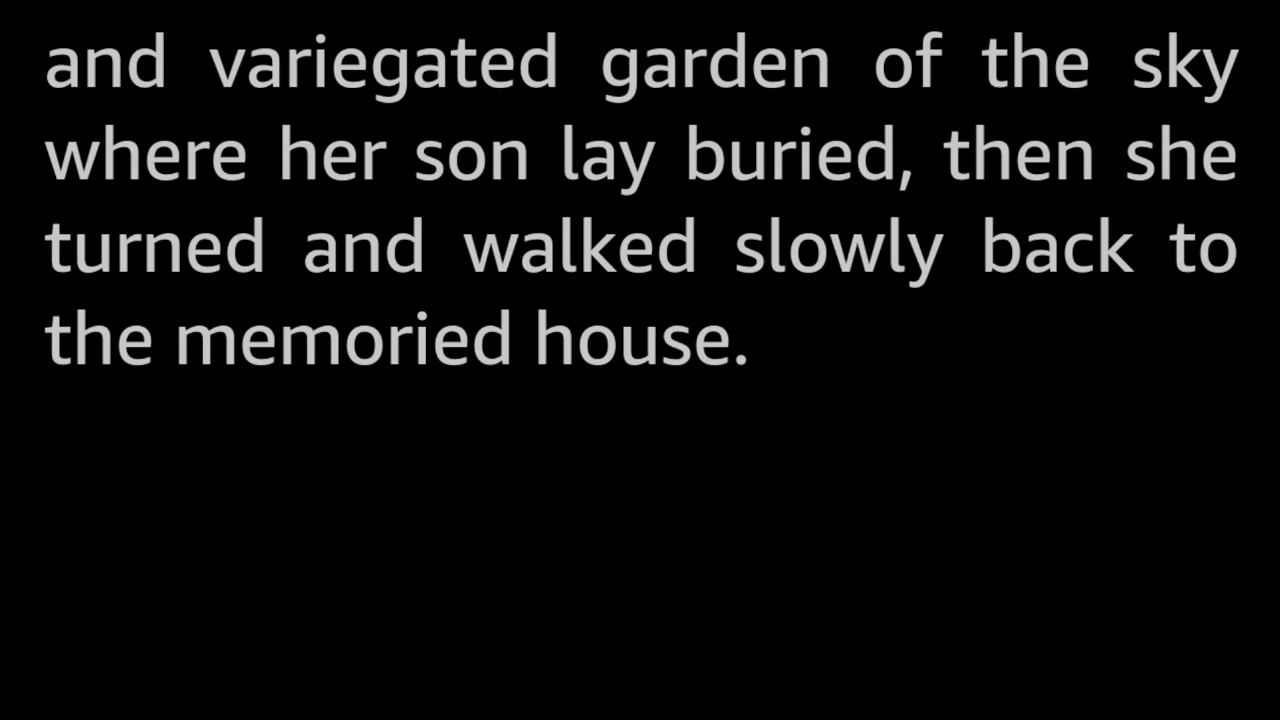 and variegated garden of the sky
where her son lay buried, then she
turned and walked slowly back to
the memoried house.